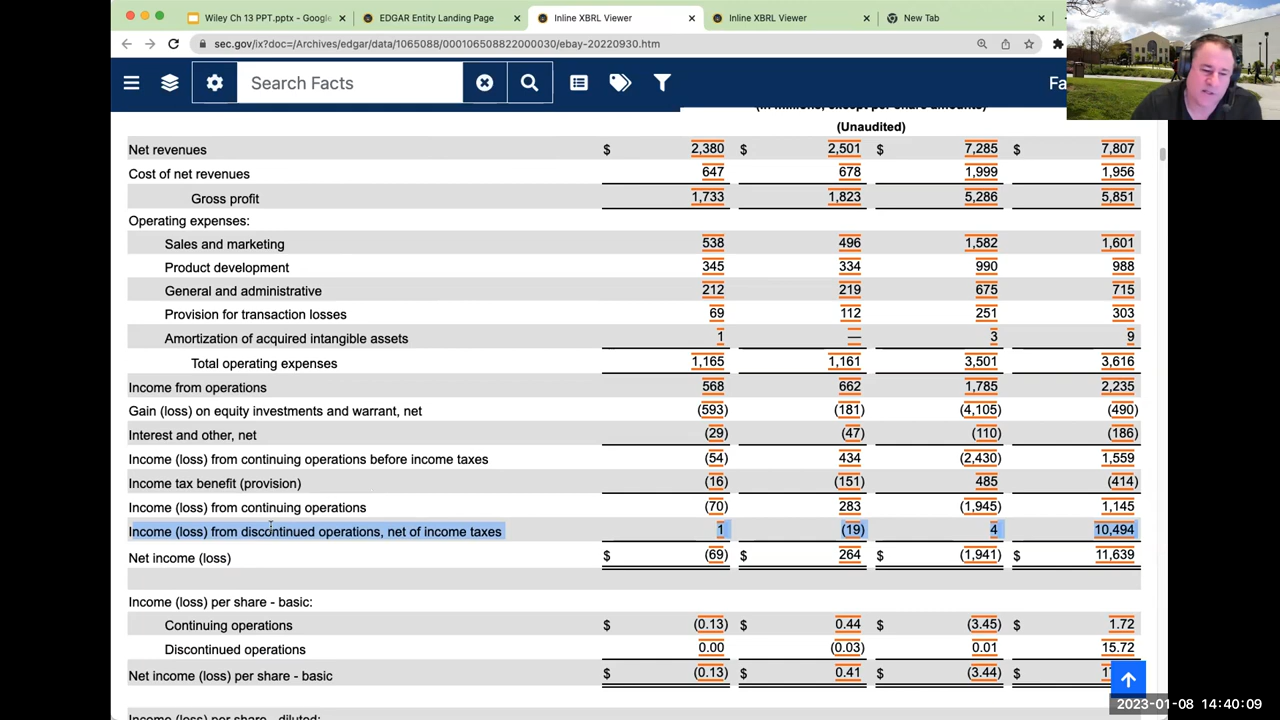 Wiley Ch 13 PPT.pptx - Google
EDGAR Entity Landing Page
Inline XBRL Viewer
Inline XBRL Viewer
New Tab
sec.gov/ix?doc=/Archives/edgar/data/1065088/000106508822000030/ebay-20220930.htm
Search Facts
Fa
(In millions, except per share amounts)
(Unaudited)
Net revenues $ 2,380 $ 2,501 $ 7,285 $ 7,807
Cost of net revenues 647 678 1,999 1,956
Gross profit 1,733 1,823 5,286 5,851
Operating expenses:
Sales and marketing 538 496 1,582 1,601
Product development 345 334 990 988
General and administrative 212 219 675 715
Provision for transaction losses 69 112 251 303
Amortization of acquired intangible assets 1 — 3 9
Total operating expenses 1,165 1,161 3,501 3,616
Income from operations 568 662 1,785 2,235
Gain (loss) on equity investments and warrant, net (593) (181) (4,105) (490)
Interest and other, net (29) (47) (110) (186)
Income (loss) from continuing operations before income taxes (54) 434 (2,430) 1,559
Income tax benefit (provision) (16) (151) 485 (414)
Income (loss) from continuing operations (70) 283 (1,945) 1,145
Income (loss) from discontinued operations, net of income taxes 1 (19) 4 10,494
Net income (loss) $ (69) $ 264 $ (1,941) $ 11,639
Income (loss) per share - basic:
Continuing operations $ (0.13) $ 0.44 $ (3.45) $ 1.72
Discontinued operations 0.00 (0.03) 0.01 15.72
Net income (loss) per share - basic $ (0.13) $ 0.41 $ (3.44) $
Income (loss) per share - diluted:
2023-01-08 14:40:09